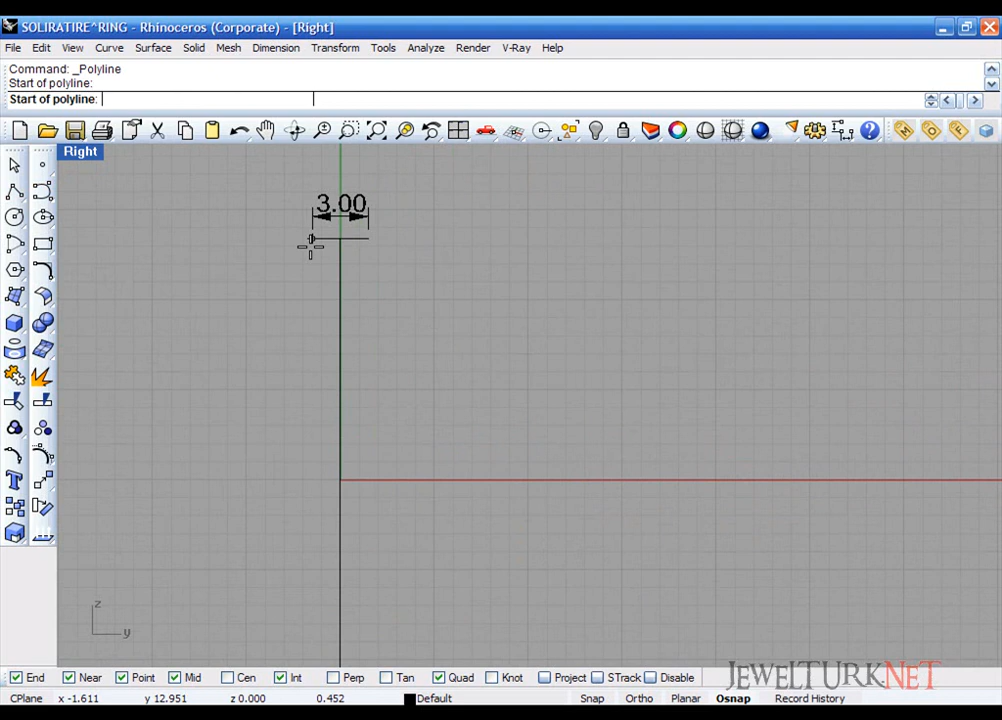 SOLIRATIRE^RING - Rhinoceros (Corporate) - [Right]
File Edit View Curve Surface Solid Mesh Dimension Transform Tools Analyze Render V-Ray Help
Command: _Polyline
Start of polyline:
Start of polyline:
Right
3.00
z
y
End Near Point Mid Cen Int Perp Tan Quad Knot Project STrack Disable
JEWELTURK.NET
CPlane x -1.611 y 12.951 z 0.000 0.452 Default Snap Ortho Planar Osnap Record History